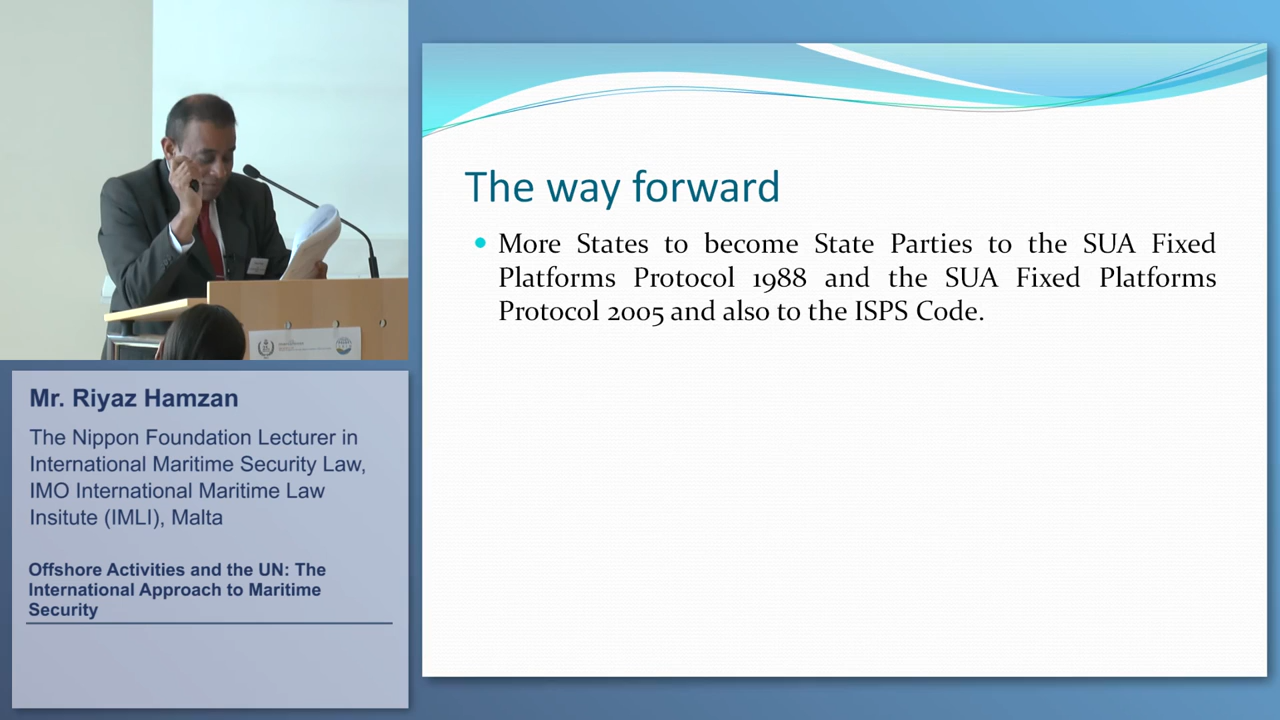 The way forward
More States to become State Parties to the SUA Fixed
Platforms Protocol 1988 and the SUA Fixed Platforms
Protocol 2005 and also to the ISPS Code.
Mr. Riyaz Hamzan
The Nippon Foundation Lecturer in
International Maritime Security Law,
IMO International Maritime Law
Insitute (IMLI), Malta
Offshore Activities and the UN: The
International Approach to Maritime
Security